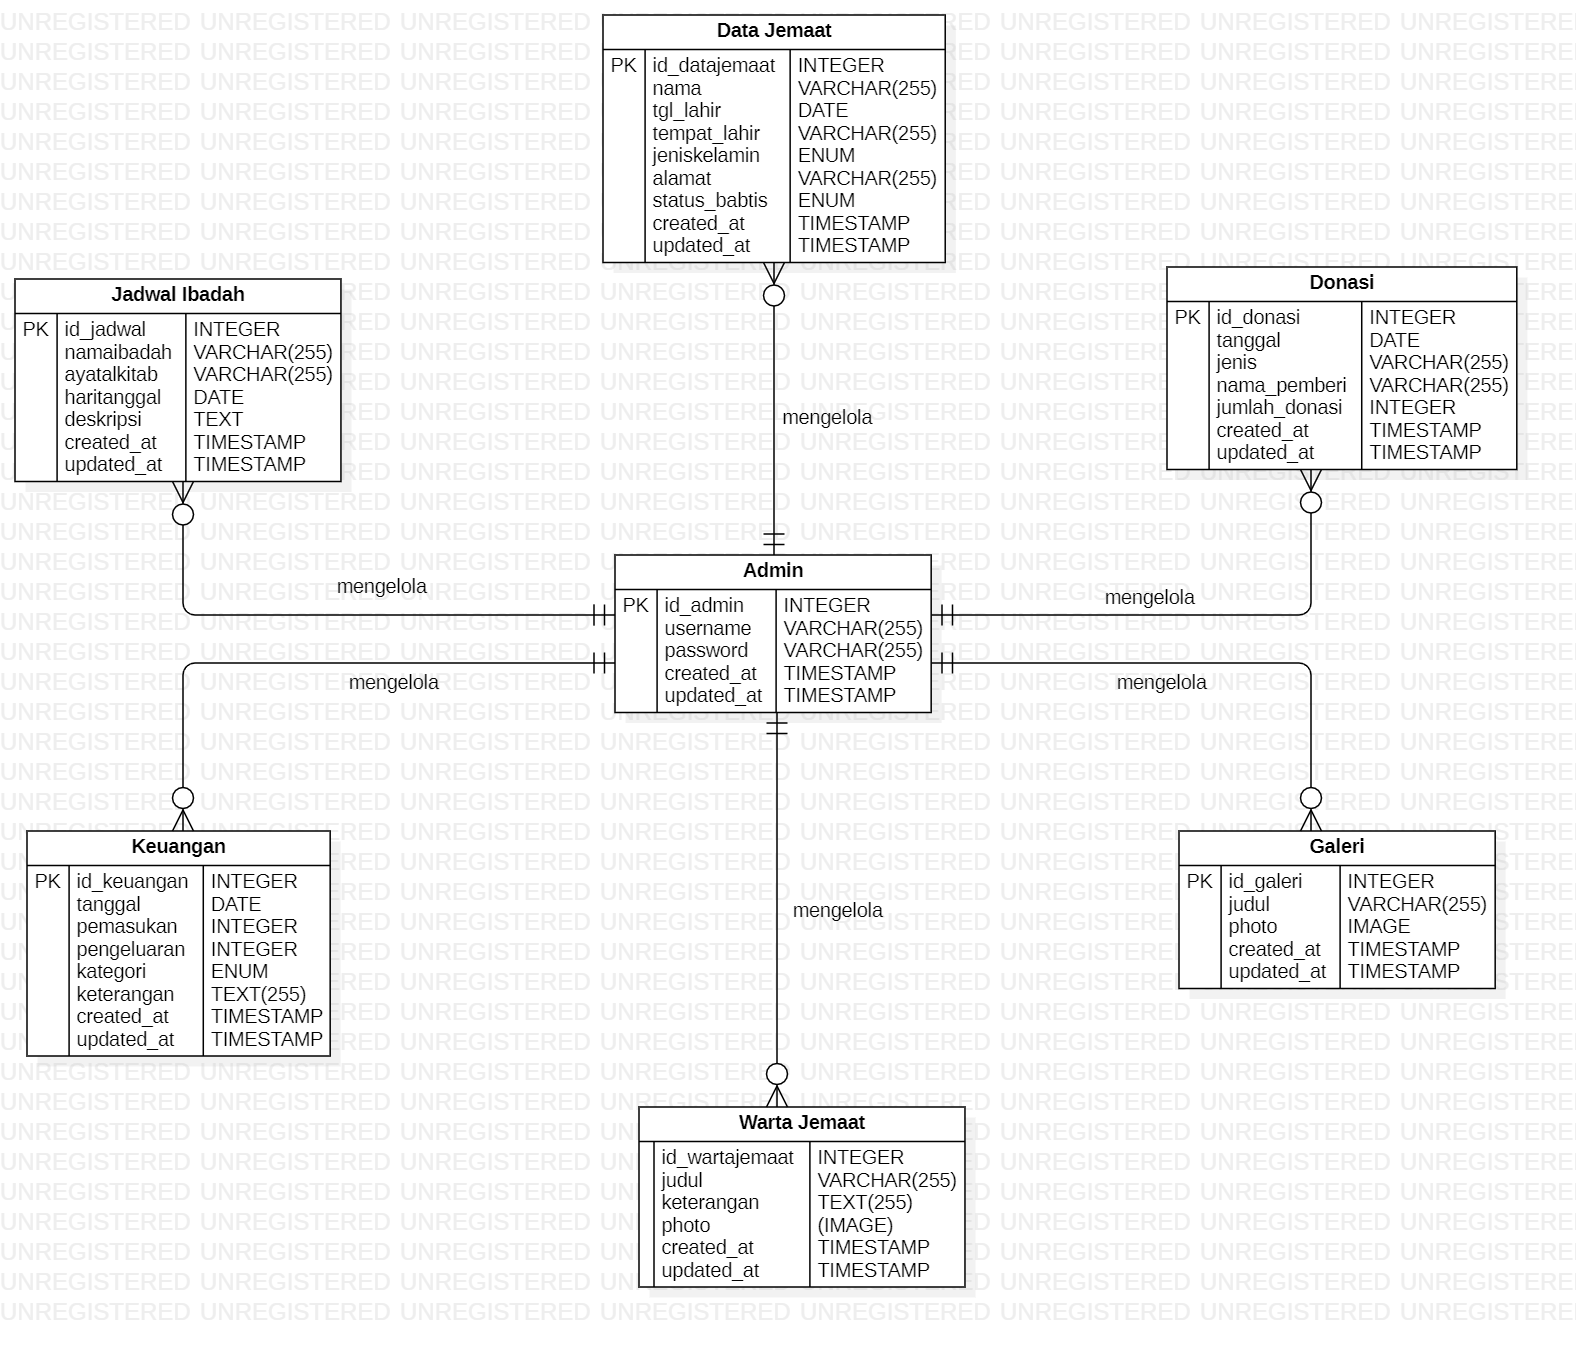 Data Jemaat
PK id_datajemaat INTEGER
nama VARCHAR(255)
tgl_lahir DATE
tempat_lahir VARCHAR(255)
jeniskelamin ENUM
alamat VARCHAR(255)
status_babtis ENUM
created_at TIMESTAMP
updated_at TIMESTAMP
Jadwal Ibadah
PK id_jadwal INTEGER
namaibadah VARCHAR(255)
ayatalkitab VARCHAR(255)
haritanggal DATE
deskripsi TEXT
created_at TIMESTAMP
updated_at TIMESTAMP
Donasi
PK id_donasi INTEGER
tanggal DATE
jenis VARCHAR(255)
nama_pemberi VARCHAR(255)
jumlah_donasi INTEGER
created_at TIMESTAMP
updated_at TIMESTAMP
mengelola
mengelola
mengelola
Admin
PK id_admin INTEGER
username VARCHAR(255)
password VARCHAR(255)
created_at TIMESTAMP
updated_at TIMESTAMP
mengelola
mengelola
mengelola
Keuangan
PK id_keuangan INTEGER
tanggal DATE
pemasukan INTEGER
pengeluaran INTEGER
kategori ENUM
keterangan TEXT(255)
created_at TIMESTAMP
updated_at TIMESTAMP
Galeri
PK id_galeri INTEGER
judul VARCHAR(255)
photo IMAGE
created_at TIMESTAMP
updated_at TIMESTAMP
Warta Jemaat
id_wartajemaat INTEGER
judul VARCHAR(255)
keterangan TEXT(255)
photo (IMAGE)
created_at TIMESTAMP
updated_at TIMESTAMP
UNREGISTERED